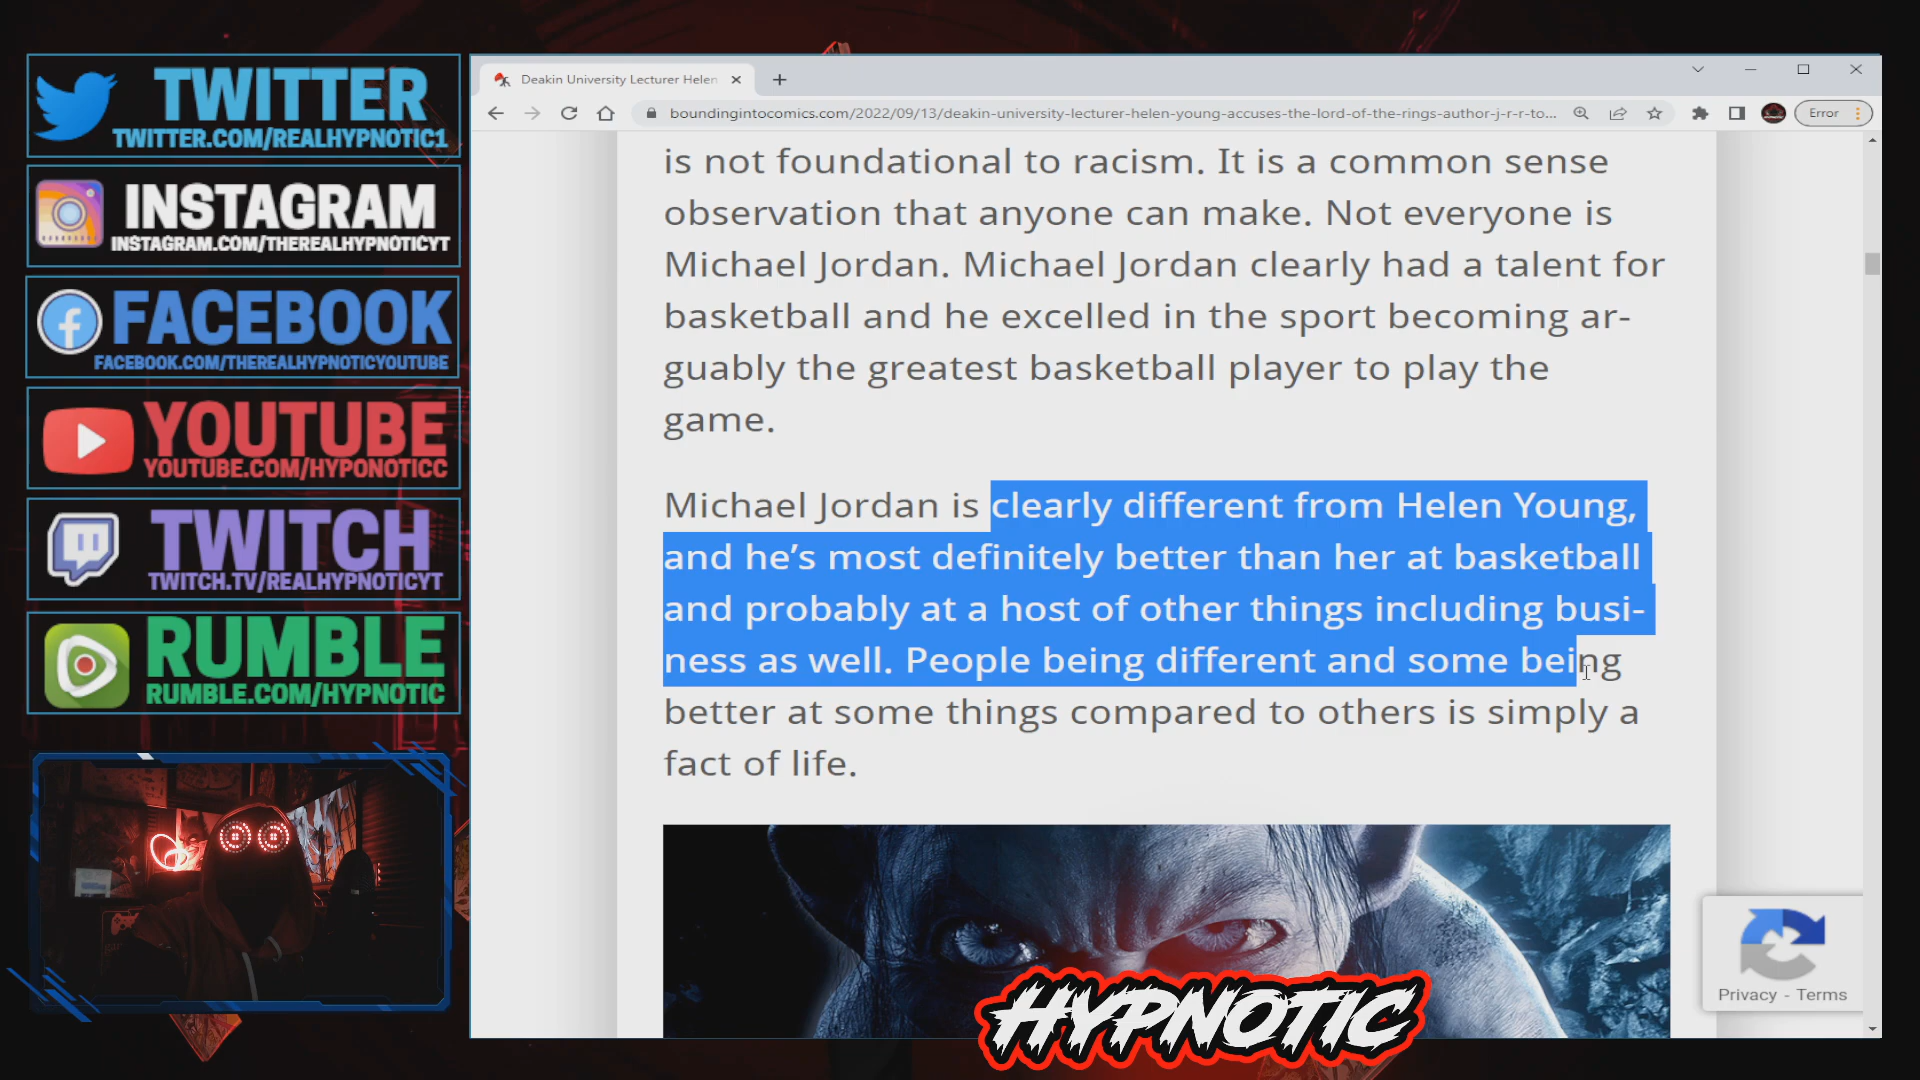 TWITTER
TWITTER.COM/REALHYPNOTIC1
INSTAGRAM
INSTAGRAM.COM/THEREALHYPNOTICYT
FACEBOOK
FACEBOOK.COM/THEREALHYPNOTICYOUTUBE
YOUTUBE
YOUTUBE.COM/HYPONOTICC
TWITCH
TWITCH.TV/REALHYPNOTICYT
RUMBLE
RUMBLE.COM/HYPNOTIC
Deakin University Lecturer Helen
boundingintocomics.com/2022/09/13/deakin-university-lecturer-helen-young-accuses-the-lord-of-the-rings-author-j-r-r-to...
Error
is not foundational to racism. It is a common sense
observation that anyone can make. Not everyone is
Michael Jordan. Michael Jordan clearly had a talent for
basketball and he excelled in the sport becoming ar-
guably the greatest basketball player to play the
game.
Michael Jordan is clearly different from Helen Young,
and he’s most definitely better than her at basketball
and probably at a host of other things including busi-
ness as well. People being different and some being
better at some things compared to others is simply a
fact of life.
Privacy - Terms
HYPNOTIC